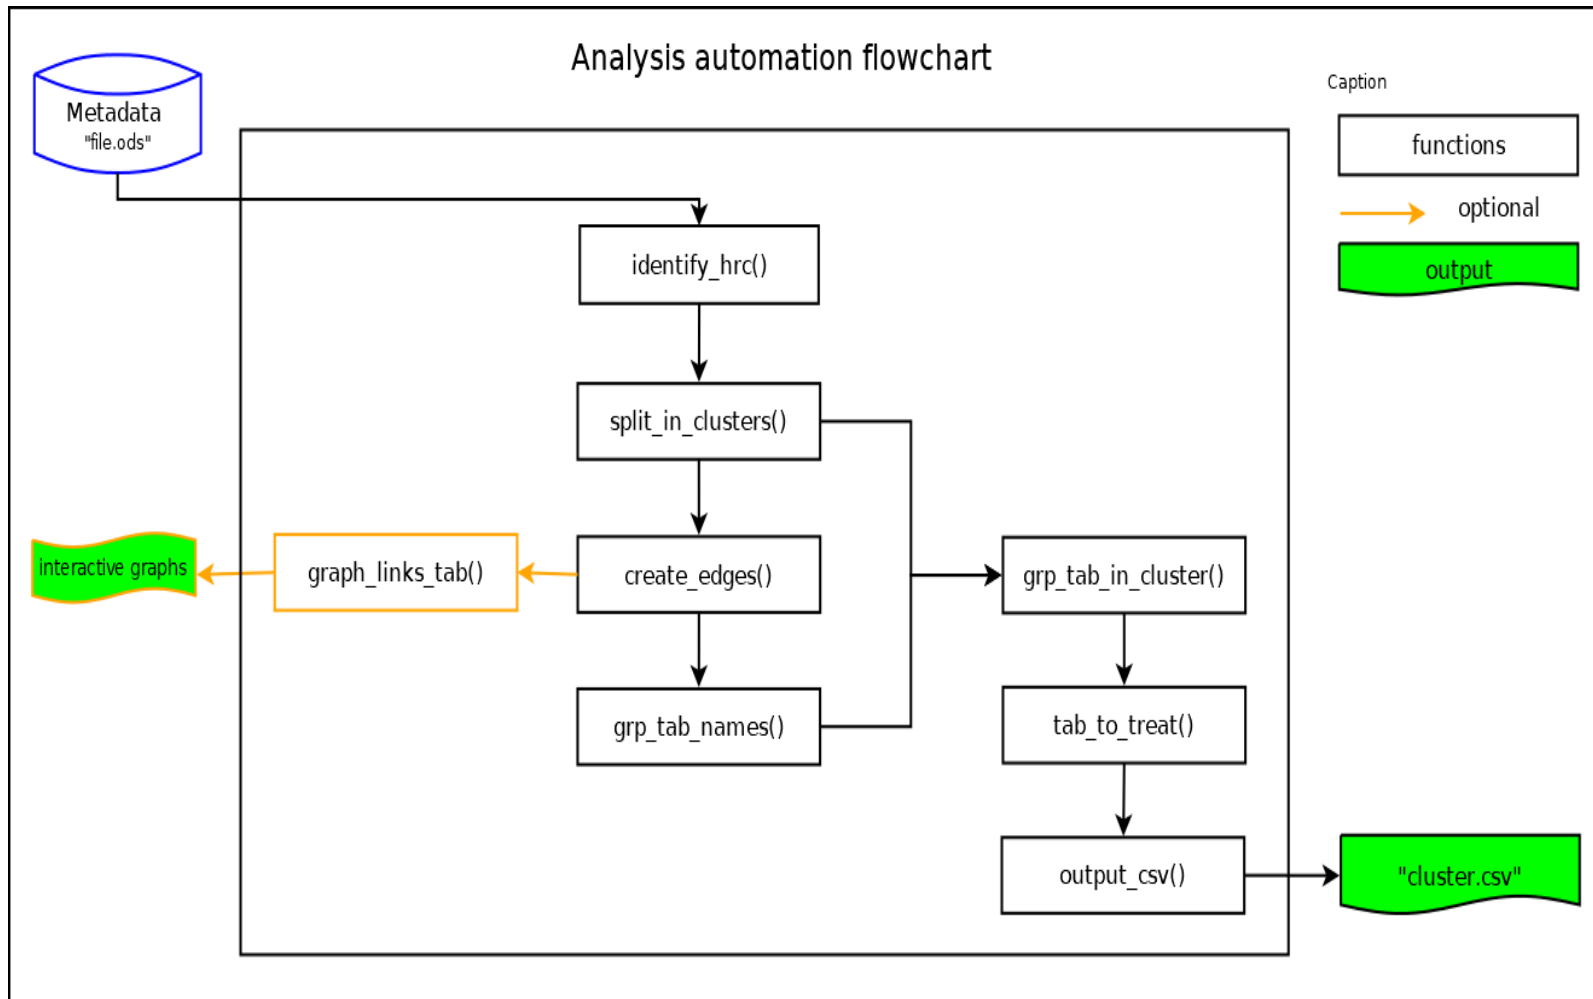 Analysis automation flowchart
Metadata
"file.ods"
Caption
functions
optional
output
identify_hrc()
split_in_clusters()
interactive graphs
graph_links_tab()
create_edges()
grp_tab_in_cluster()
grp_tab_names()
tab_to_treat()
output_csv()
"cluster.csv"